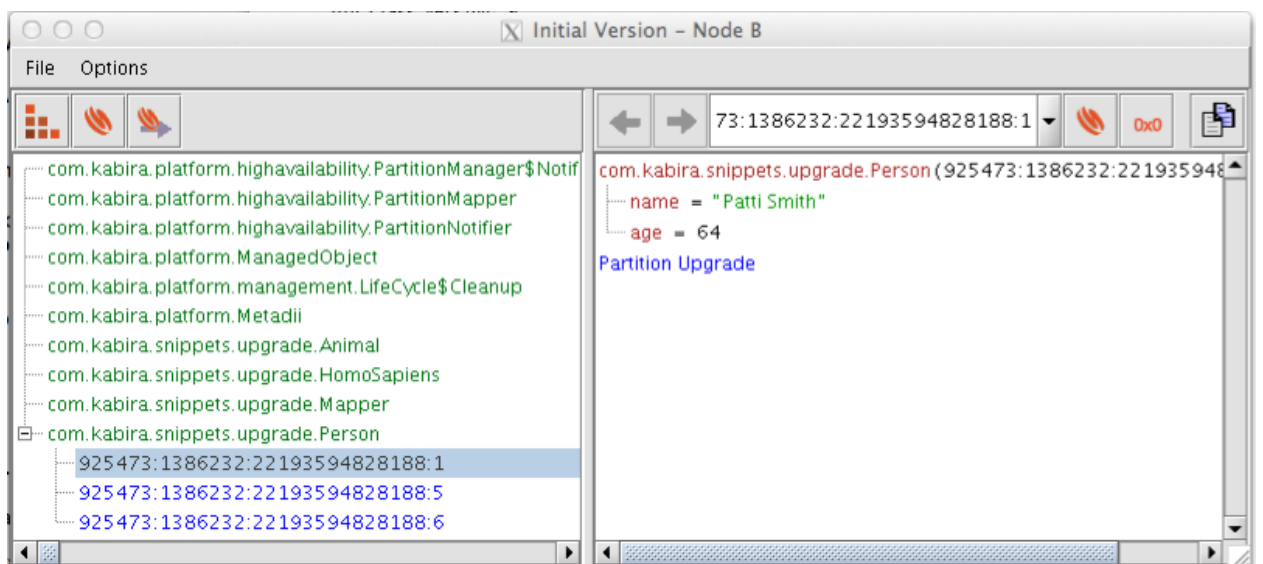 Initial Version – Node B
File Options
73:1386232:22193594828188:1
0x0
com.kabira.platform.highavailability.PartitionManager$Notif
com.kabira.platform.highavailability.PartitionMapper
com.kabira.platform.highavailability.PartitionNotifier
com.kabira.platform.ManagedObject
com.kabira.platform.management.LifeCycle$Cleanup
com.kabira.platform.Metadii
com.kabira.snippets.upgrade.Animal
com.kabira.snippets.upgrade.HomoSapiens
com.kabira.snippets.upgrade.Mapper
com.kabira.snippets.upgrade.Person
925473:1386232:22193594828188:1
925473:1386232:22193594828188:5
925473:1386232:22193594828188:6
com.kabira.snippets.upgrade.Person (925473:1386232:221935948
name = "Patti Smith"
age = 64
Partition Upgrade